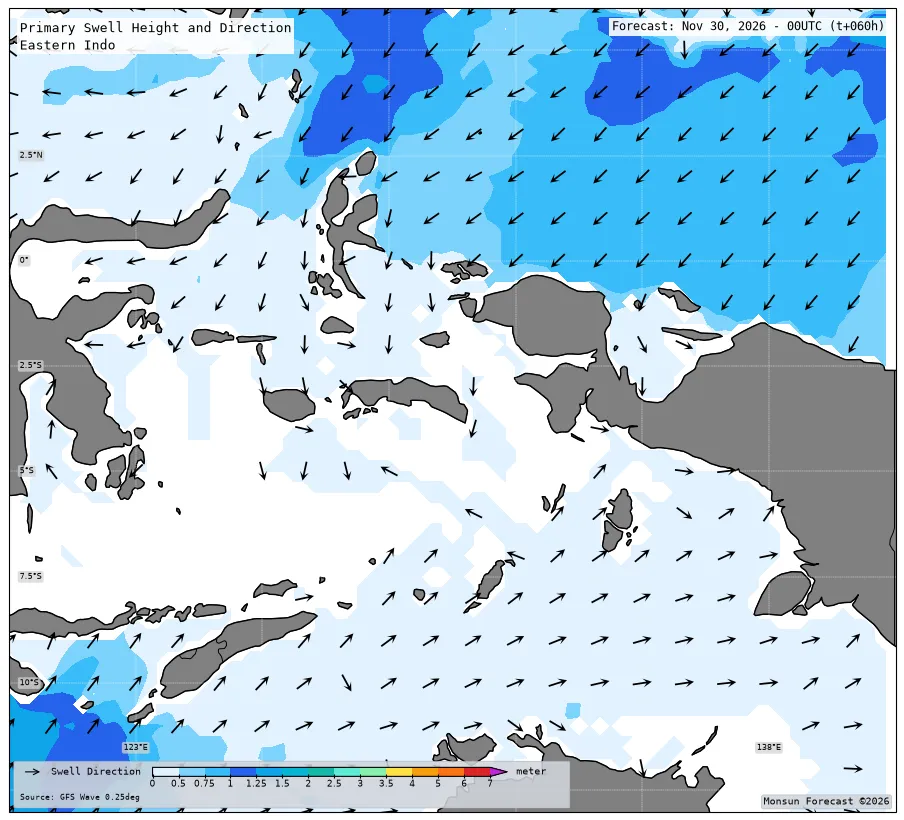 Primary Swell Height and Direction
Eastern Indo
Forecast: Nov 30, 2026 - 00UTC (t+060h)
2.5°N
0°
2.5°S
5°S
7.5°S
10°S
123°E
138°E
Swell Direction
0 0.5 0.75 1 1.25 1.5 2 2.5 3 3.5 4 5 6 7
meter
Source: GFS Wave 0.25deg
Monsun Forecast ©2026